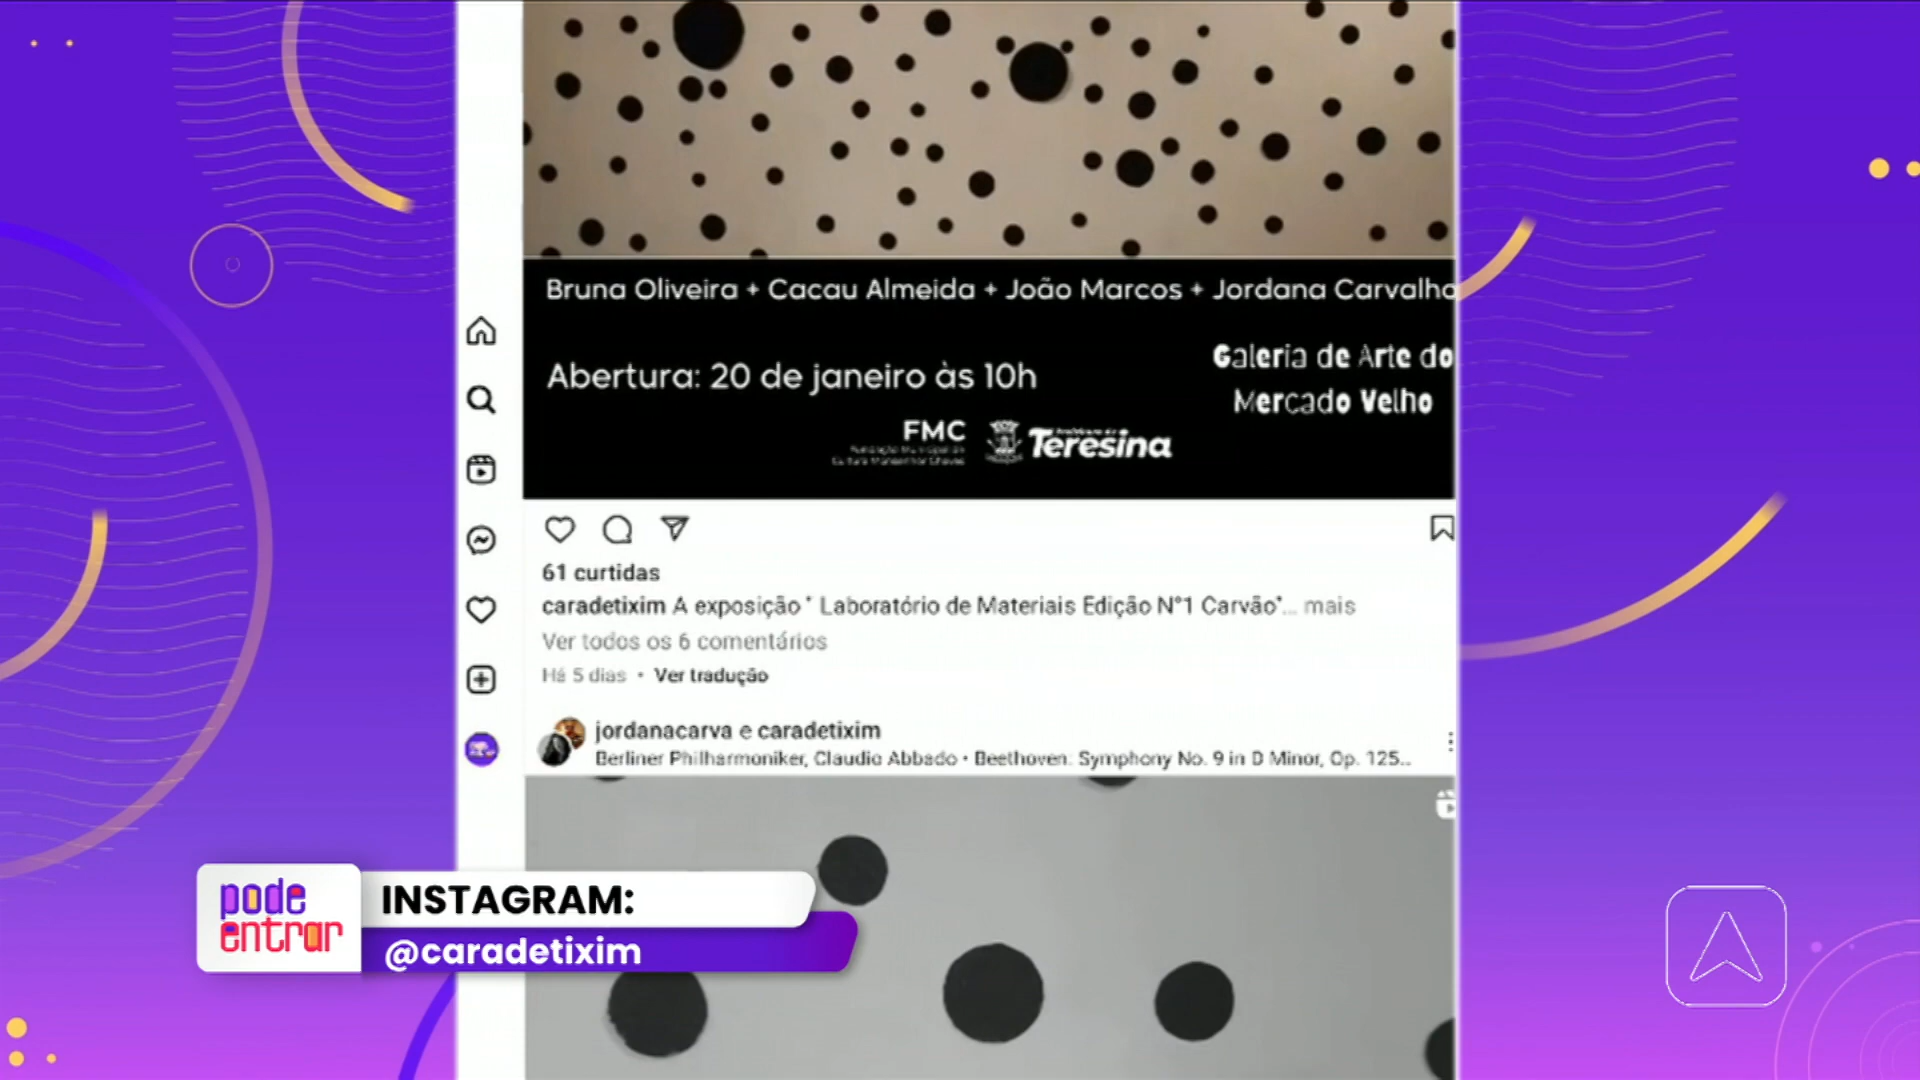 Bruna Oliveira + Cacau Almeida + João Marcos + Jordana Carvalho
Abertura: 20 de janeiro às 10h
Galeria de Arte do
Mercado Velho
FMC
Teresina
61 curtidas
caradetixim A exposição " Laboratório de Materiais Edição N°1 Carvão"... mais
Ver todos os 6 comentários
Há 5 dias • Ver tradução
jordanacarva e caradetixim
Berliner Philharmoniker, Claudio Abbado • Beethoven: Symphony No. 9 in D Minor, Op. 125...
pode
entrar
INSTAGRAM:
@caradetixim